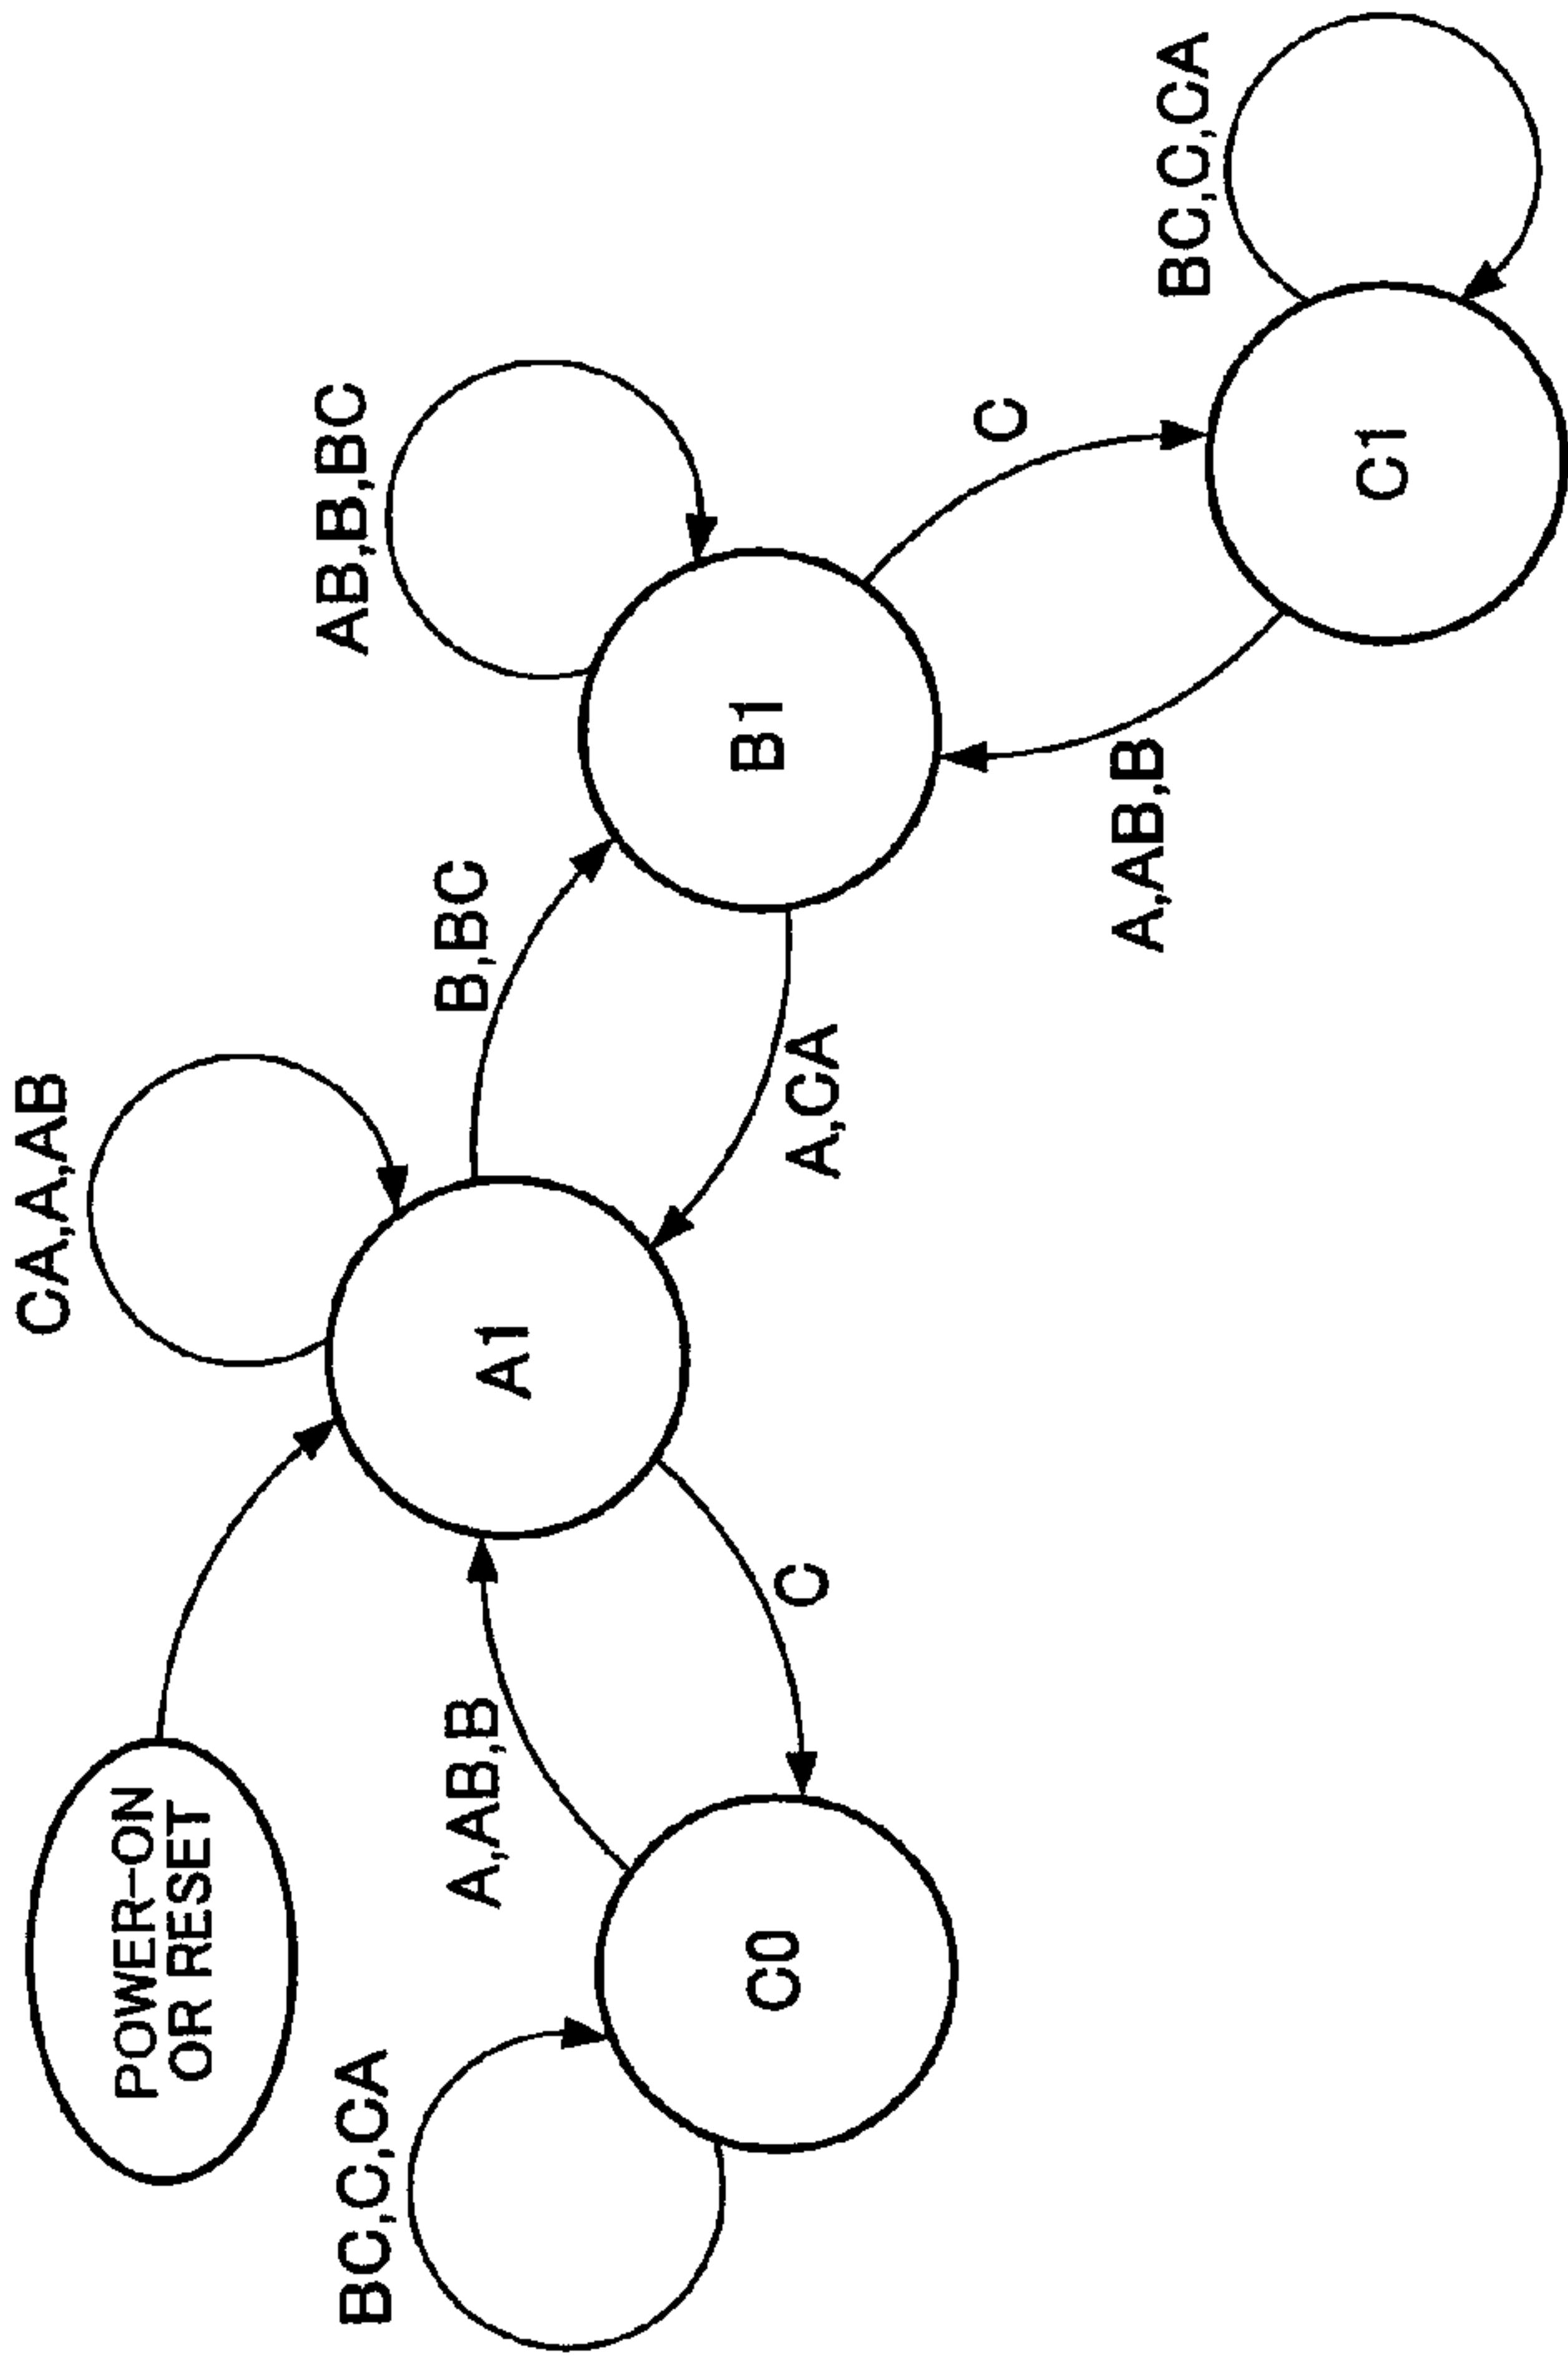 POWER-ON
OR RESET
CA,A,AB
A1
B,BC
A,CA
AB,B,BC
B1
C
A,AB,B
C1
BC,C,CA
A,AB,B
C
C0
BC,C,CA